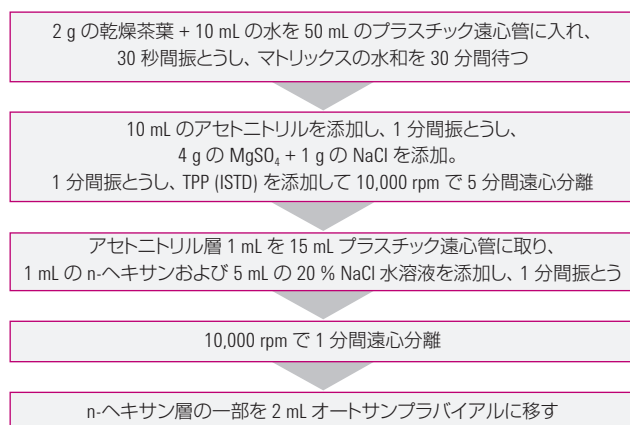 2 g の乾燥茶葉 + 10 mL の水を 50 mL のプラスチック遠心管に入れ、
30 秒間振とうし、マトリックスの水和を 30 分間待つ
10 mL のアセトニトリルを添加し、1 分間振とうし、
4 g の MgSO₄ + 1 g の NaCl を添加。
1 分間振とうし、TPP (ISTD) を添加して 10,000 rpm で 5 分間遠心分離
アセトニトリル層 1 mL を 15 mL プラスチック遠心管に取り、
1 mL の n-ヘキサンおよび 5 mL の 20 % NaCl 水溶液を添加し、1 分間振とう
10,000 rpm で 1 分間遠心分離
n-ヘキサン層の一部を 2 mL オートサンプラバイアルに移す